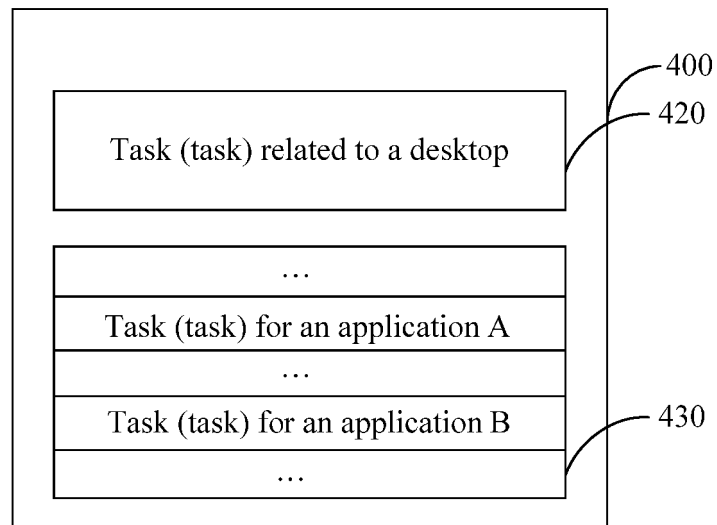 400
420
Task (task) related to a desktop
…
Task (task) for an application A
…
Task (task) for an application B
430
…